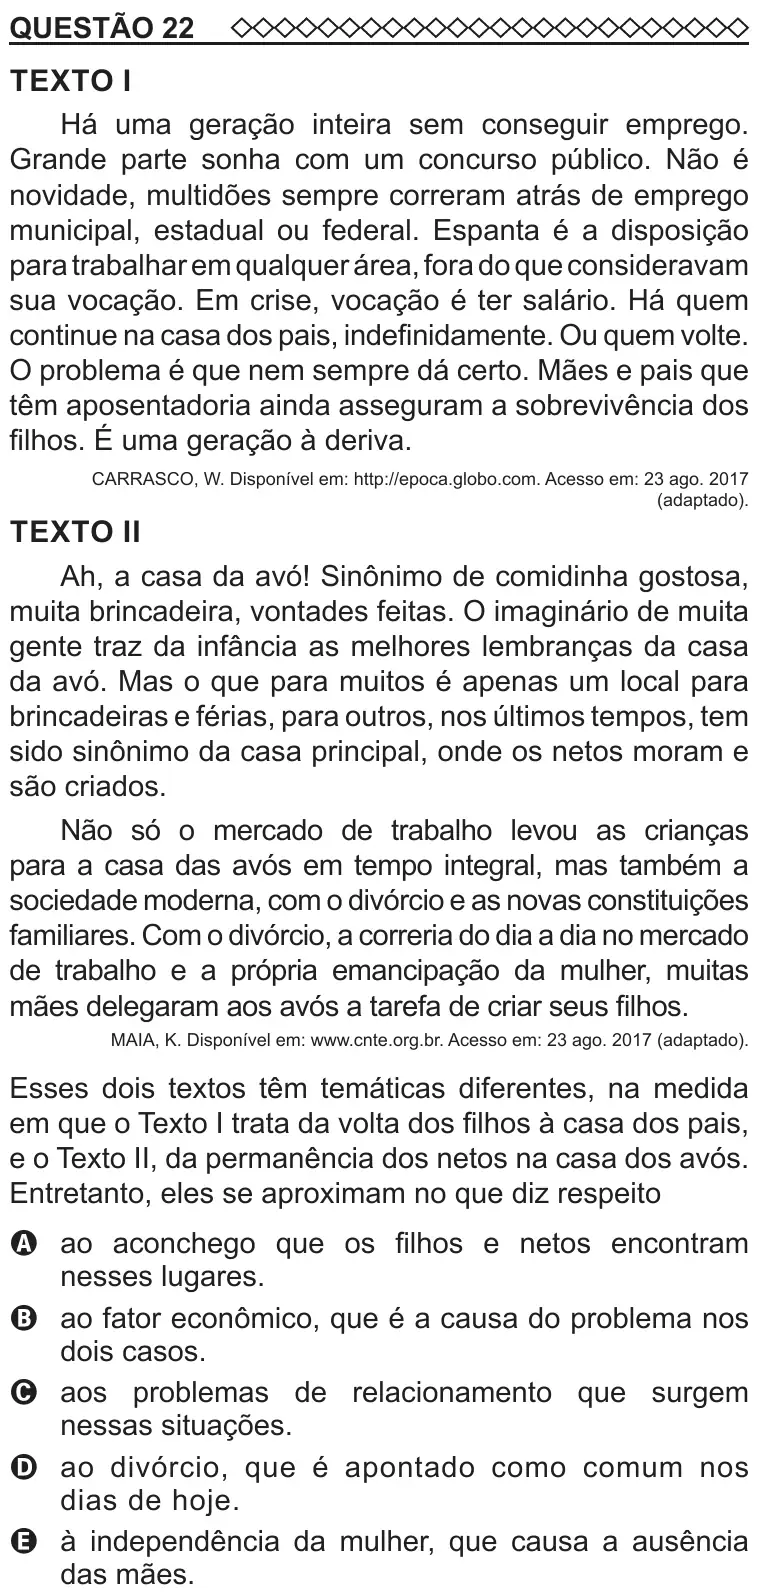 QUESTÃO 22
TEXTO I
Há uma geração inteira sem conseguir emprego.
Grande parte sonha com um concurso público. Não é
novidade, multidões sempre correram atrás de emprego
municipal, estadual ou federal. Espanta é a disposição
para trabalhar em qualquer área, fora do que consideravam
sua vocação. Em crise, vocação é ter salário. Há quem
continue na casa dos pais, indefinidamente. Ou quem volte.
O problema é que nem sempre dá certo. Mães e pais que
têm aposentadoria ainda asseguram a sobrevivência dos
filhos. É uma geração à deriva.
CARRASCO, W. Disponível em: http://epoca.globo.com. Acesso em: 23 ago. 2017
(adaptado).
TEXTO II
Ah, a casa da avó! Sinônimo de comidinha gostosa,
muita brincadeira, vontades feitas. O imaginário de muita
gente traz da infância as melhores lembranças da casa
da avó. Mas o que para muitos é apenas um local para
brincadeiras e férias, para outros, nos últimos tempos, tem
sido sinônimo da casa principal, onde os netos moram e
são criados.
Não só o mercado de trabalho levou as crianças
para a casa das avós em tempo integral, mas também a
sociedade moderna, com o divórcio e as novas constituições
familiares. Com o divórcio, a correria do dia a dia no mercado
de trabalho e a própria emancipação da mulher, muitas
mães delegaram aos avós a tarefa de criar seus filhos.
MAIA, K. Disponível em: www.cnte.org.br. Acesso em: 23 ago. 2017 (adaptado).
Esses dois textos têm temáticas diferentes, na medida
em que o Texto I trata da volta dos filhos à casa dos pais,
e o Texto II, da permanência dos netos na casa dos avós.
Entretanto, eles se aproximam no que diz respeito
A ao aconchego que os filhos e netos encontram
nesses lugares.
B ao fator econômico, que é a causa do problema nos
dois casos.
C aos problemas de relacionamento que surgem
nessas situações.
D ao divórcio, que é apontado como comum nos
dias de hoje.
E à independência da mulher, que causa a ausência
das mães.